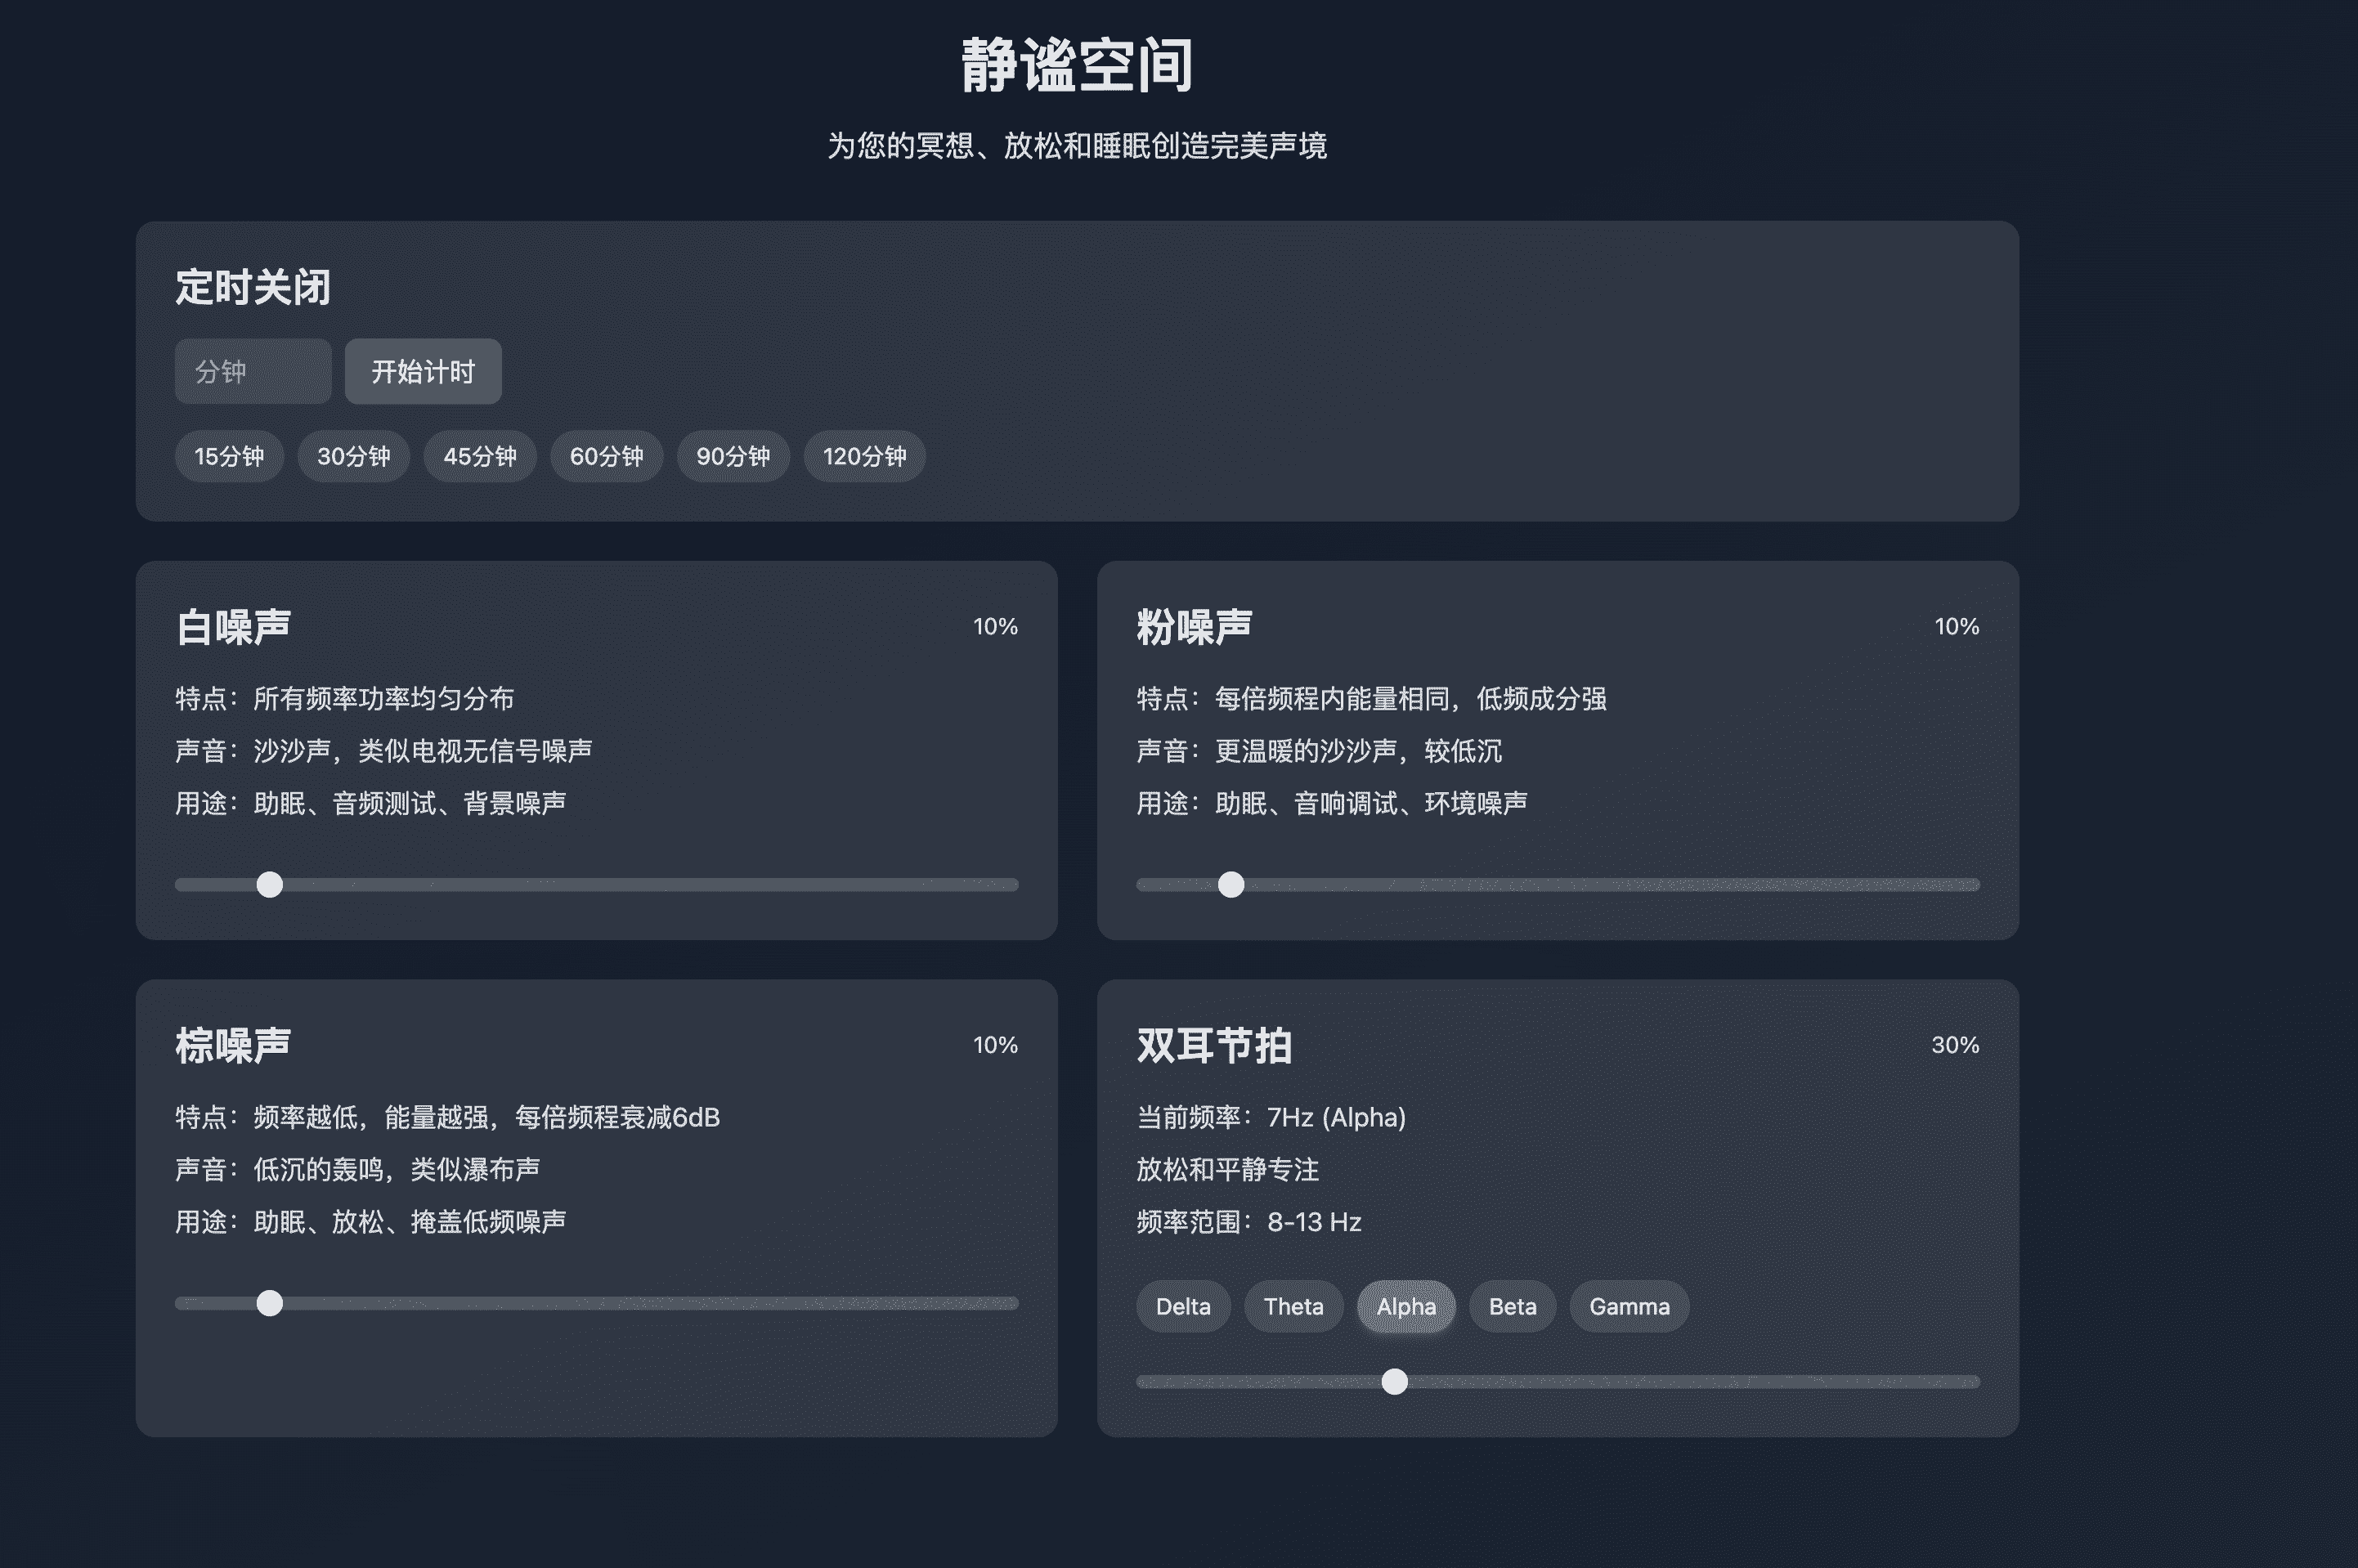 静谧空间
为您的冥想、放松和睡眠创造完美声境
定时关闭
分钟 开始计时
15分钟 30分钟 45分钟 60分钟 90分钟 120分钟
白噪声 10%
特点：所有频率功率均匀分布
声音：沙沙声，类似电视无信号噪声
用途：助眠、音频测试、背景噪声
粉噪声 10%
特点：每倍频程内能量相同，低频成分强
声音：更温暖的沙沙声，较低沉
用途：助眠、音响调试、环境噪声
棕噪声 10%
特点：频率越低，能量越强，每倍频程衰减6dB
声音：低沉的轰鸣，类似瀑布声
用途：助眠、放松、掩盖低频噪声
双耳节拍 30%
当前频率：7Hz (Alpha)
放松和平静专注
频率范围：8-13 Hz
Delta Theta Alpha Beta Gamma